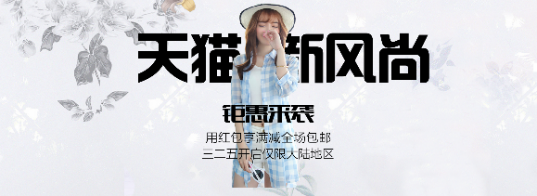 天猫新风尚
钜惠来袭
用红包享满减全场包邮
三二五开启仅限大陆地区